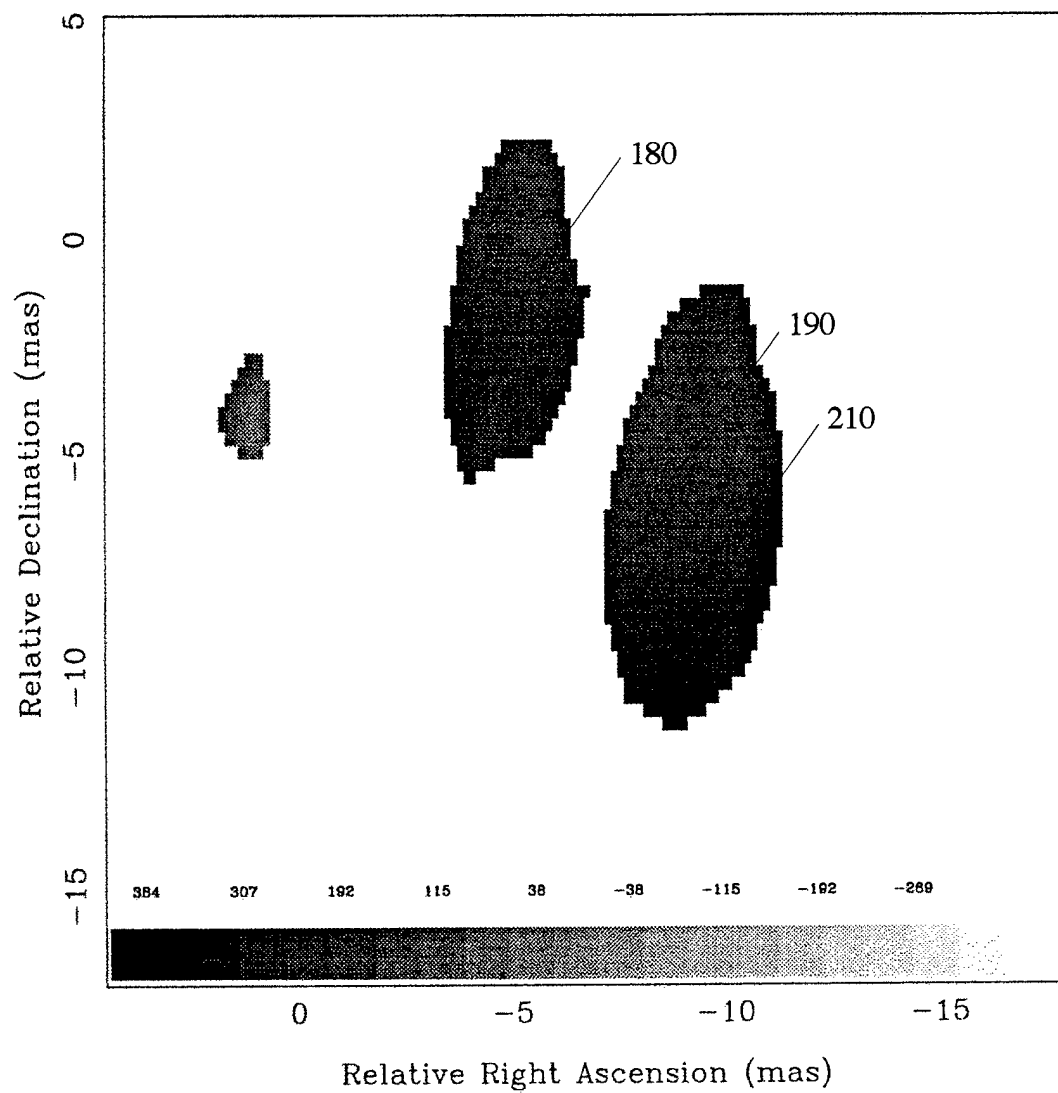 5
180
0
190
Relative Declination (mas)
210
−5
−10
−15
384 307 192 115 38 −38 −115 −192 −269
0 −5 −10 −15
Relative Right Ascension (mas)